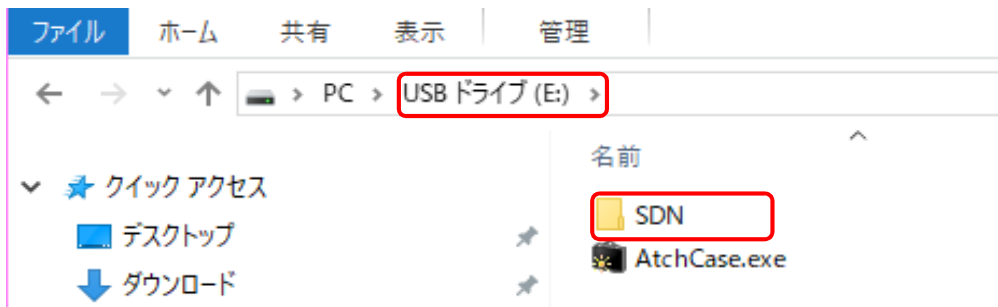 ファイル ホーム 共有 表示 管理
PC > USB ドライブ (E:) >
名前
クイック アクセス
SDN
デスクトップ
AtchCase.exe
ダウンロード